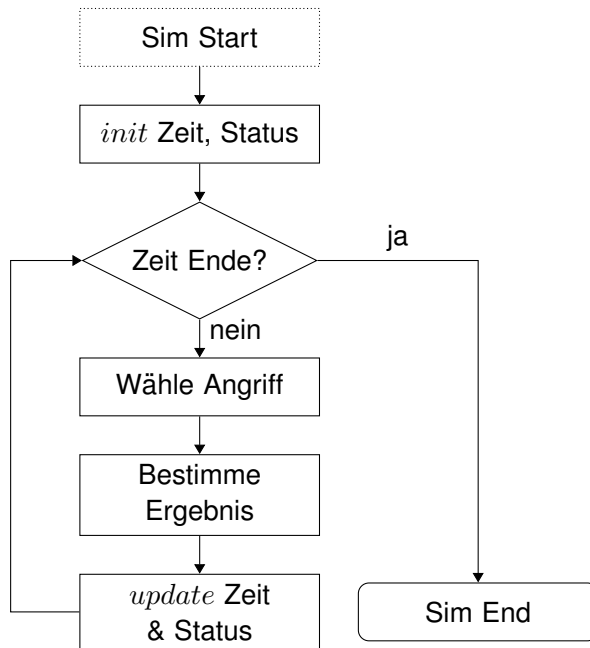 Sim Start
init Zeit, Status
Zeit Ende?
ja
nein
Wähle Angriff
Bestimme
Ergebnis
update Zeit
& Status
Sim End